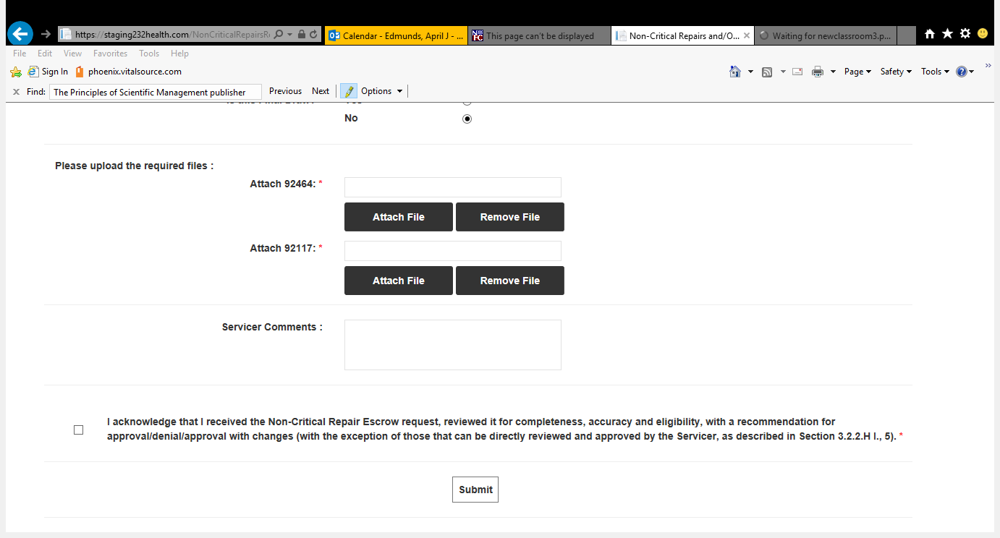 https://staging232health.com/NonCriticalRepairsR
Calendar - Edmunds, April J - ...
This page can't be displayed
Non-Critical Repairs and/O...
Waiting for newclassroom3.p...
File Edit View Favorites Tools Help
Sign In phoenix.vitalsource.com
Page Safety Tools
Find: The Principles of Scientific Management publisher Previous Next Options
No
Please upload the required files :
Attach 92464: *
Attach File Remove File
Attach 92117: *
Attach File Remove File
Servicer Comments :
I acknowledge that I received the Non-Critical Repair Escrow request, reviewed it for completeness, accuracy and eligibility, with a recommendation for
approval/denial/approval with changes (with the exception of those that can be directly reviewed and approved by the Servicer, as described in Section 3.2.2.H I., 5). *
Submit